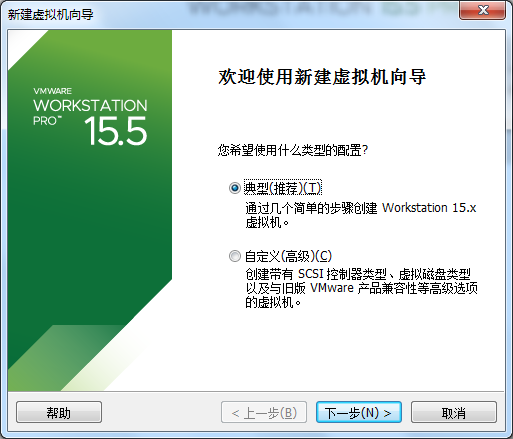 新建虚拟机向导
VMWARE
WORKSTATION
PRO™
15.5
欢迎使用新建虚拟机向导
您希望使用什么类型的配置?
典型(推荐)(T)
通过几个简单的步骤创建 Workstation 15.x
虚拟机。
自定义(高级)(C)
创建带有 SCSI 控制器类型、虚拟磁盘类型
以及与旧版 VMware 产品兼容性等高级选项
的虚拟机。
帮助
< 上一步(B)
下一步(N) >
取消